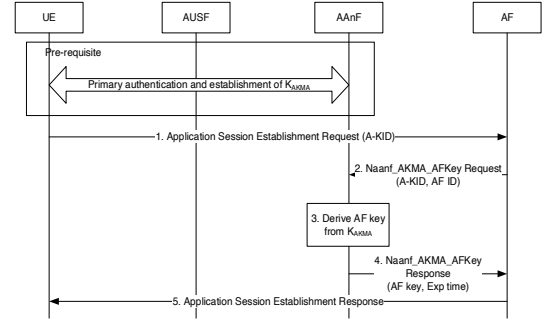 UE
AUSF
AAnF
AF
Pre-requisite
Primary authentication and establishment of KAKMA
1. Application Session Establishment Request (A-KID)
2. Naanf_AKMA_AFKey Request
(A-KID, AF ID)
3. Derive AF key
from KAKMA
4. Naanf_AKMA_AFKey
Response
(AF key, Exp time)
5. Application Session Establishment Response